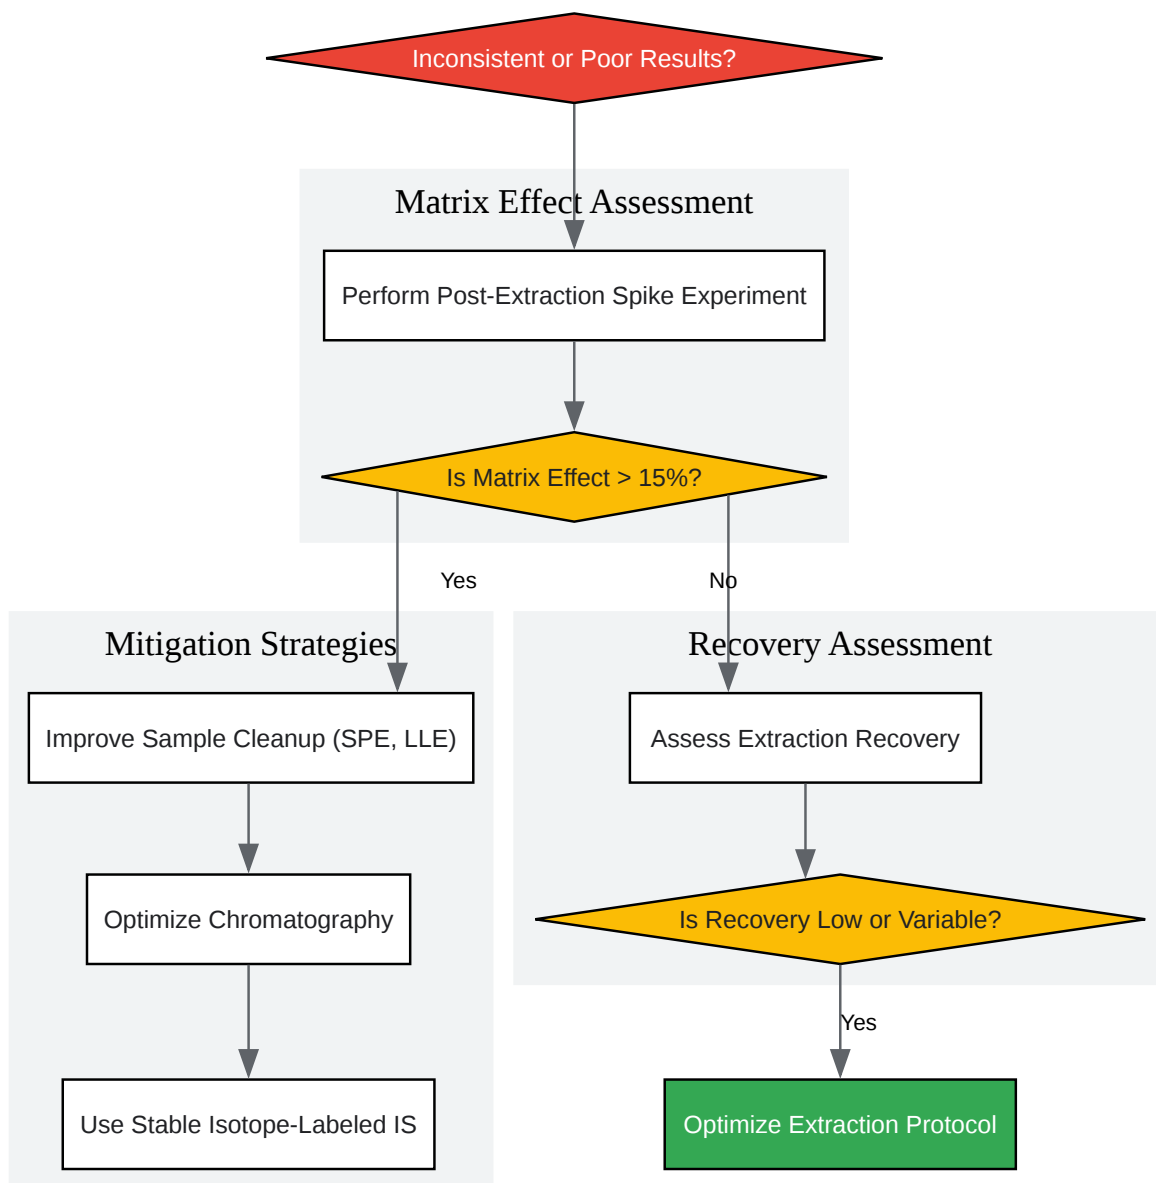 Inconsistent or Poor Results?
Matrix Effect Assessment
Perform Post-Extraction Spike Experiment
Is Matrix Effect > 15%?
Yes
No
Mitigation Strategies
Recovery Assessment
Improve Sample Cleanup (SPE, LLE)
Assess Extraction Recovery
Optimize Chromatography
Is Recovery Low or Variable?
Yes
Use Stable Isotope-Labeled IS
Optimize Extraction Protocol